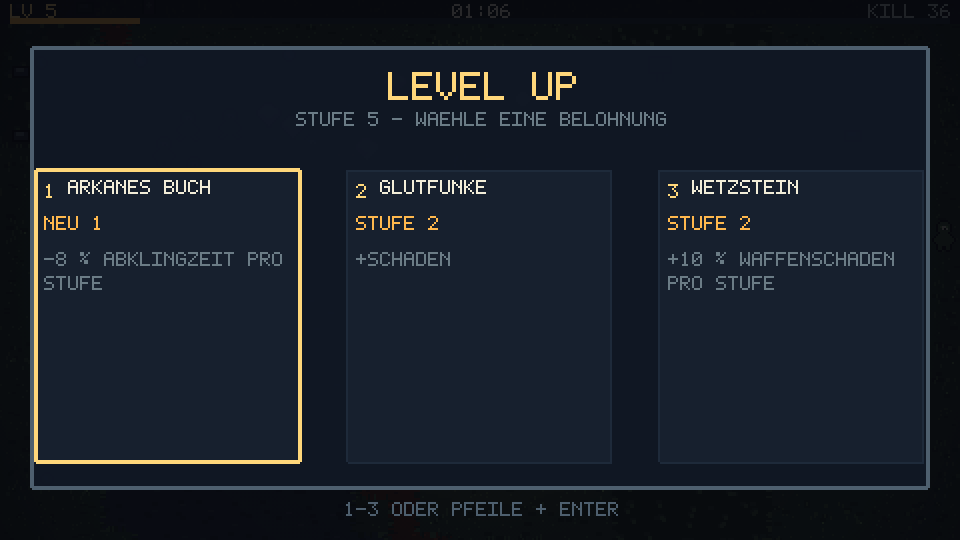 LV 5 01:06 KILL 36
LEVEL UP
STUFE 5 - WAEHLE EINE BELOHNUNG
1 ARKANES BUCH
NEU 1
-8 % ABKLINGZEIT PRO
STUFE
2 GLUTFUNKE
STUFE 2
+SCHADEN
3 WETZSTEIN
STUFE 2
+10 % WAFFENSCHADEN
PRO STUFE
1-3 ODER PFEILE + ENTER